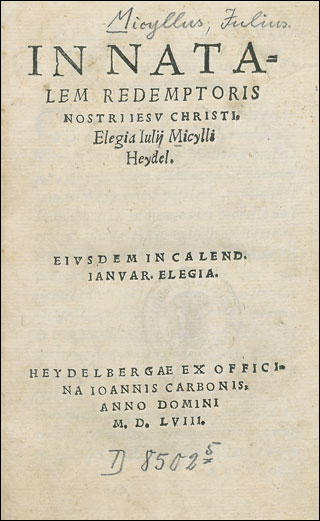 Micyllus, Julius.
IN NATA-
LEM REDEMPTORIS
NOSTRI IESV CHRISTI.
Elegia Iulij Micylli
Heydel.
EIVSDEM IN CALEND.
IANVAR. ELEGIA.
HEYDELBERGAE EX OFFICI-
NA IOANNIS CARBONIS,
ANNO DOMINI
M. D. LVIII.
D 8502 5x